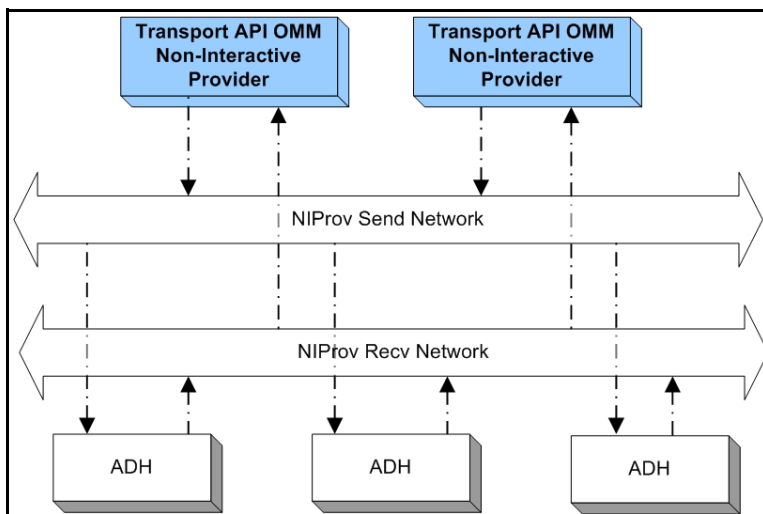 Transport API OMM
Non-Interactive
Provider
Transport API OMM
Non-Interactive
Provider
NIProv Send Network
NIProv Recv Network
ADH
ADH
ADH